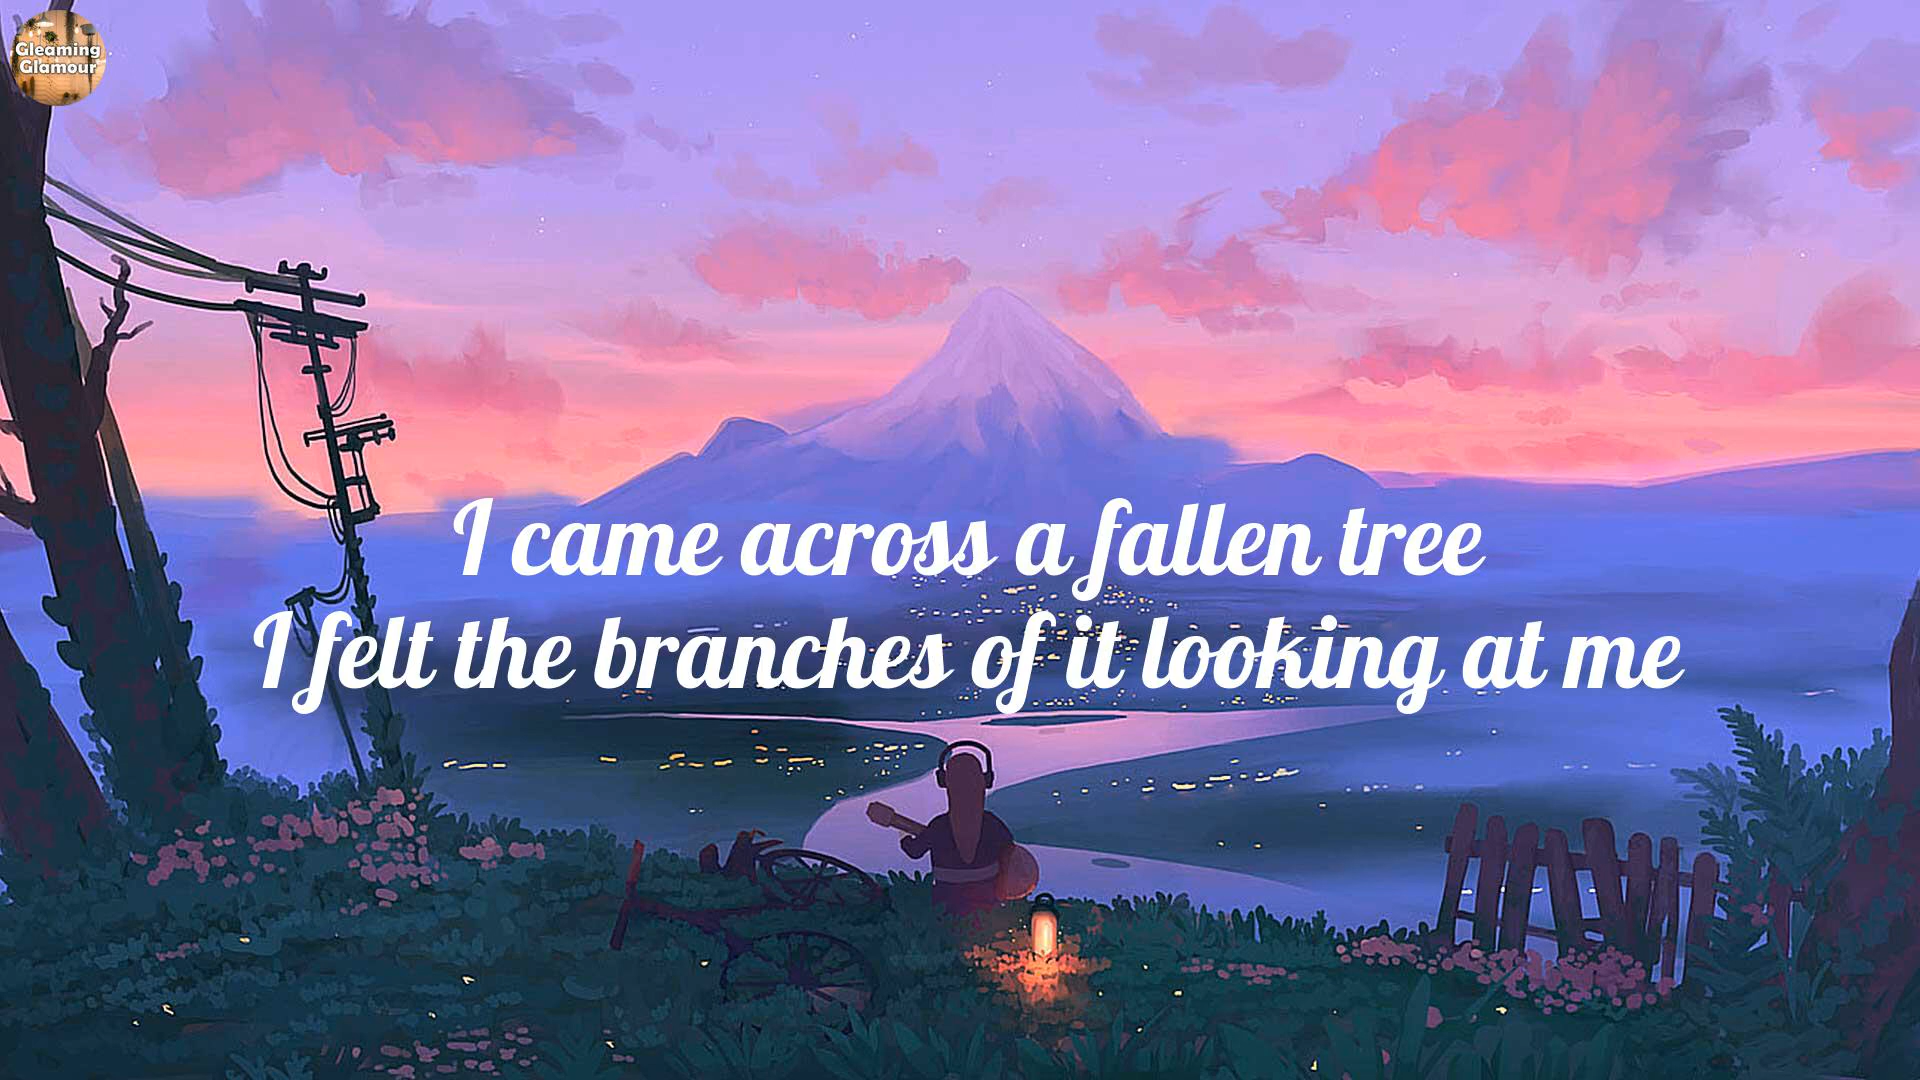 Gleaming
Glamour
I came across a fallen tree
I felt the branches of it looking at me